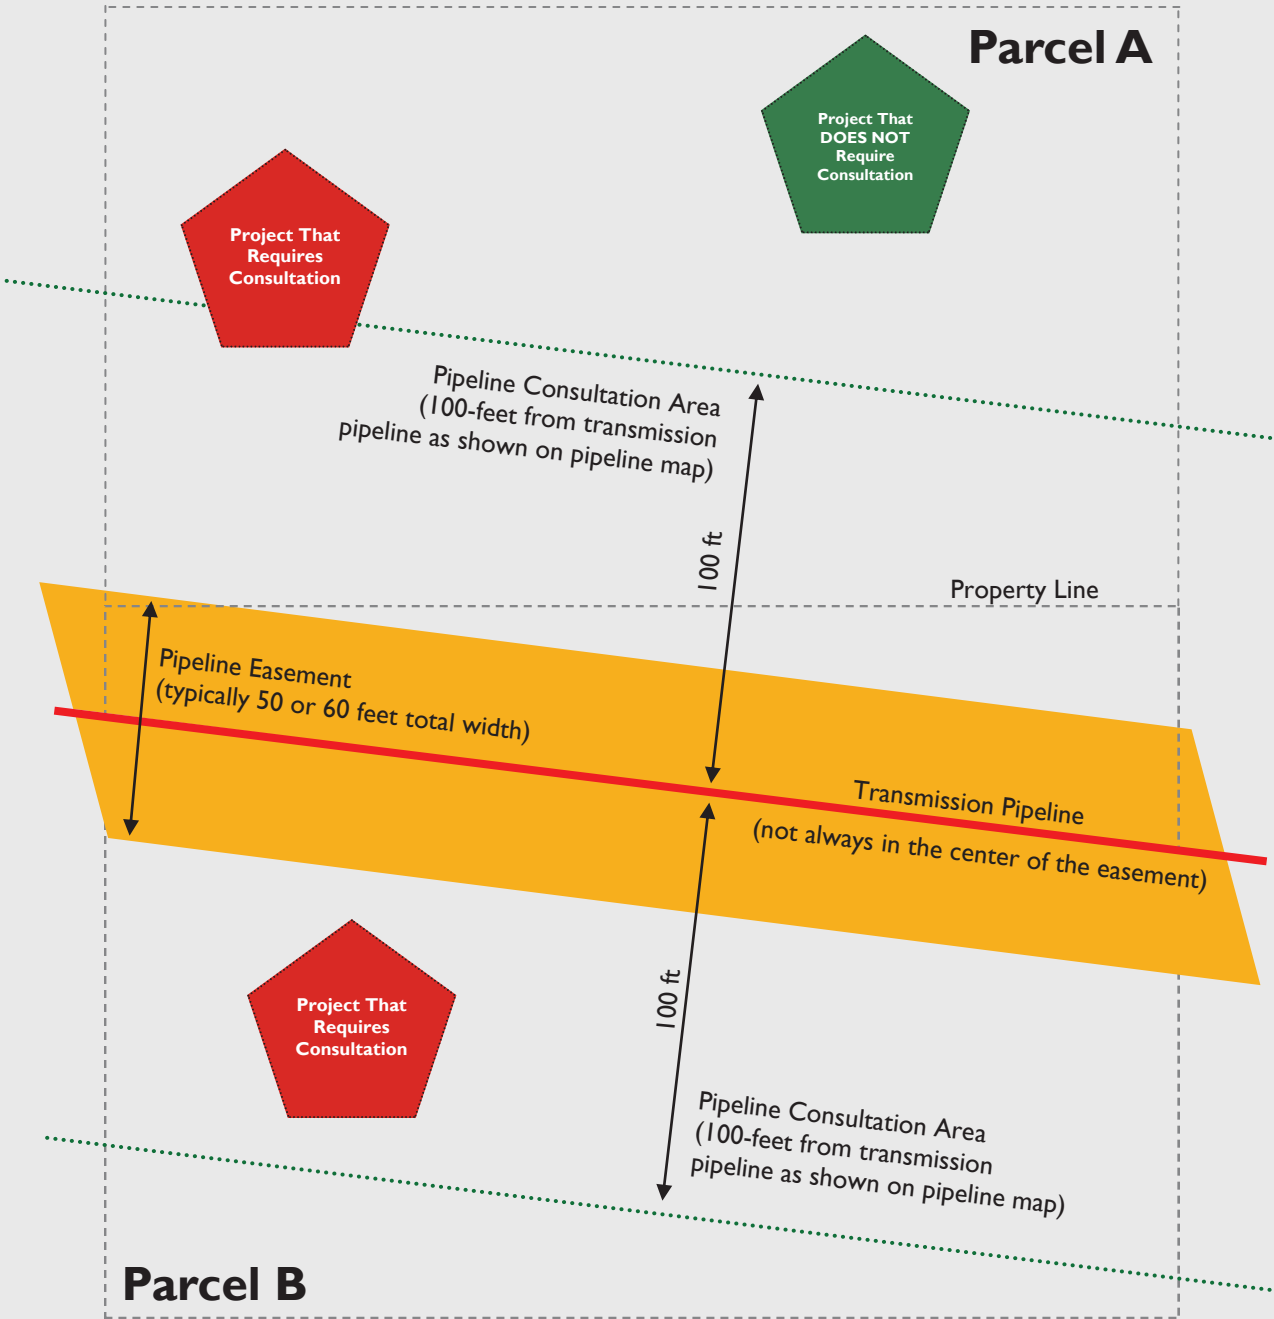 Parcel A
Project That
DOES NOT
Require
Consultation
Project That
Requires
Consultation
Pipeline Consultation Area
(100-feet from transmission
pipeline as shown on pipeline map)
100 ft
Property Line
Pipeline Easement
(typically 50 or 60 feet total width)
Transmission Pipeline
(not always in the center of the easement)
100 ft
Project That
Requires
Consultation
Pipeline Consultation Area
(100-feet from transmission
pipeline as shown on pipeline map)
Parcel B